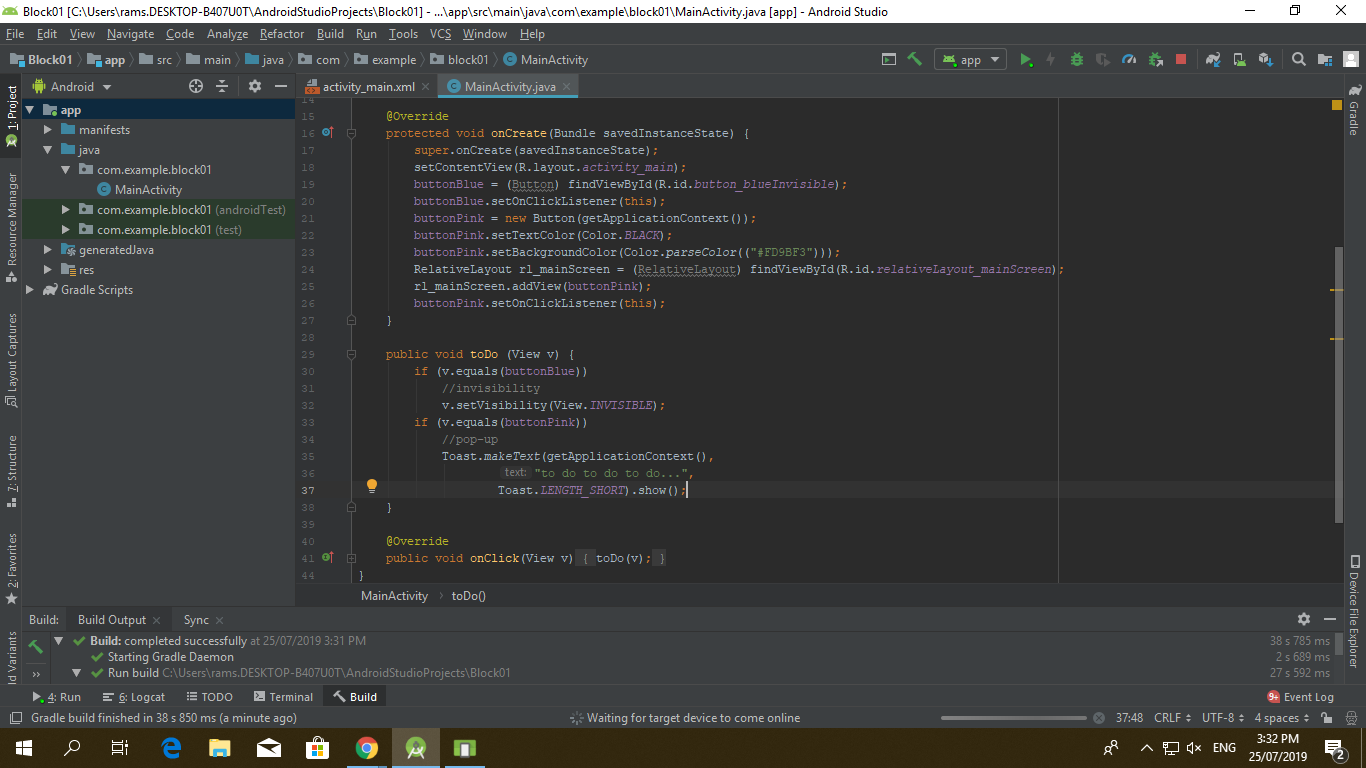 Block01 [C:\Users\rams.DESKTOP-B407U0T\AndroidStudioProjects\Block01] - ...\app\src\main\java\com\example\block01\MainActivity.java [app] - Android Studio
File Edit View Navigate Code Analyze Refactor Build Run Tools VCS Window Help
Block01 app src main java com example block01 MainActivity app
Android
activity_main.xml MainActivity.java
1: Project
Resource Manager
Layout Captures
7: Structure
2: Favorites
ld Variants
app
manifests
java
com.example.block01
MainActivity
com.example.block01 (androidTest)
com.example.block01 (test)
generatedJava
res
Gradle Scripts
14
15 @Override
16 protected void onCreate(Bundle savedInstanceState) {
17 super.onCreate(savedInstanceState);
18 setContentView(R.layout.activity_main);
19 buttonBlue = (Button) findViewById(R.id.button_blueInvisible);
20 buttonBlue.setOnClickListener(this);
21 buttonPink = new Button(getApplicationContext());
22 buttonPink.setTextColor(Color.BLACK);
23 buttonPink.setBackgroundColor(Color.parseColor(("#FD9BF3")));
24 RelativeLayout rl_mainScreen = (RelativeLayout) findViewById(R.id.relativeLayout_mainScreen);
25 rl_mainScreen.addView(buttonPink);
26 buttonPink.setOnClickListener(this);
27 }
28
29 public void toDo (View v) {
30 if (v.equals(buttonBlue))
31 //invisibility
32 v.setVisibility(View.INVISIBLE);
33 if (v.equals(buttonPink))
34 //pop-up
35 Toast.makeText(getApplicationContext(),
36 text: "to do to do to do...",
37 Toast.LENGTH_SHORT).show();
38 }
39
40 @Override
41 public void onClick(View v) { toDo(v); }
44 }
MainActivity › toDo()
Gradle
Device File Explorer
Build: Build Output Sync
Build: completed successfully at 25/07/2019 3:31 PM 38 s 785 ms
Starting Gradle Daemon 2 s 689 ms
Run build C:\Users\rams.DESKTOP-B407U0T\AndroidStudioProjects\Block01 27 s 592 ms
4: Run 6: Logcat TODO Terminal Build 9+ Event Log
Gradle build finished in 38 s 850 ms (a minute ago) Waiting for target device to come online 37:48 CRLF UTF-8 4 spaces
ENG 3:32 PM
25/07/2019 2